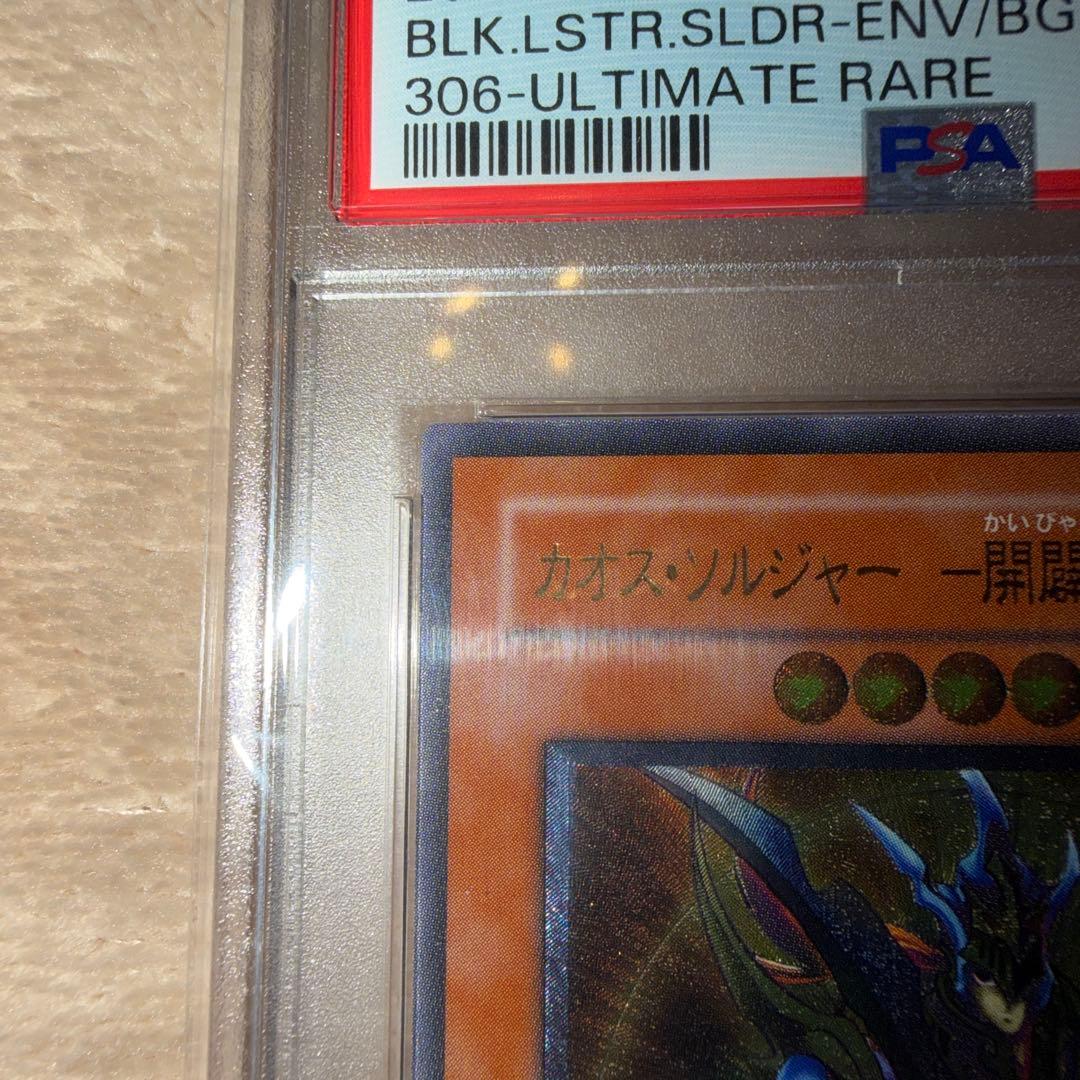 BLK.LSTR.SLDR-ENV/BG
306-ULTIMATE RARE
PSA
かいびゃ
カオス・ソルジャー －開闢